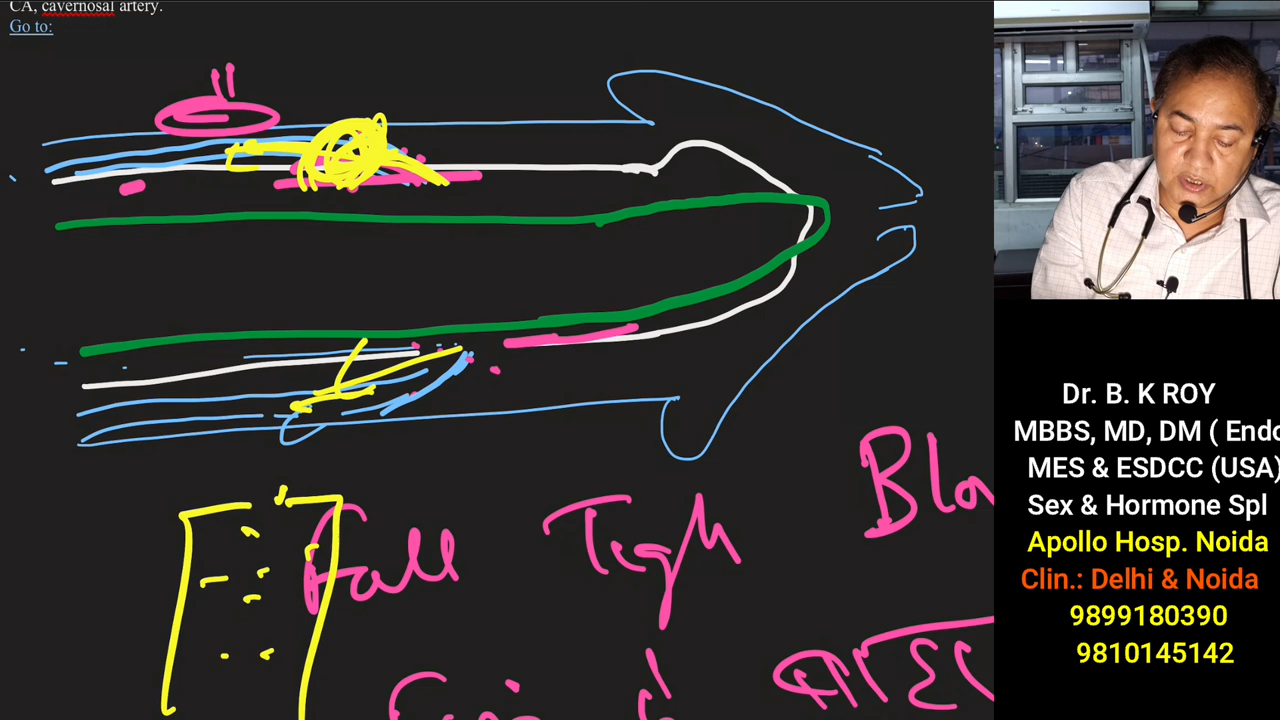 CA, cavernosal artery.
Go to:
Fall Tigh Blo
Dr. B. K ROY
MBBS, MD, DM ( Endo
MES & ESDCC (USA)
Sex & Hormone Spl
Apollo Hosp. Noida
Clin.: Delhi & Noida
9899180390
9810145142